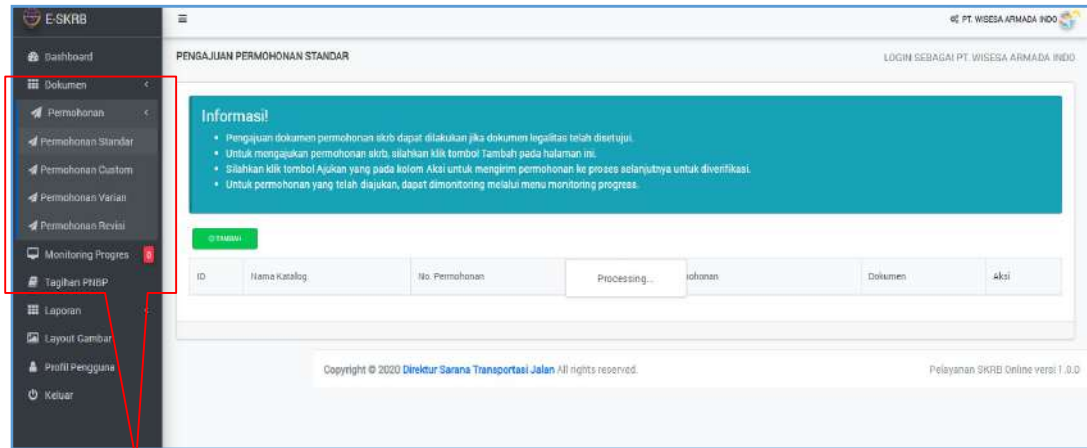 E-SKRB
PT. WISESA ARMADA INDO
Dashboard
Dokumen
Permohonan
Permohonan Standar
Permohonan Custom
Permohonan Varian
Permohonan Revisi
Monitoring Progres 0
Tagihan PNBP
Laporan
Layout Gambar
Profil Pengguna
Keluar
PENGAJUAN PERMOHONAN STANDAR
LOGIN SEBAGAI PT. WISESA ARMADA INDO
Informasi!
• Pengajuan dokumen permohonan skrb dapat dilakukan jika dokumen legalitas telah disetujui.
• Untuk mengajukan permohonan skrb, silahkan klik tombol Tambah pada halaman ini.
• Silahkan klik tombol Ajukan yang pada kolom Aksi untuk mengirim permohonan ke proses selanjutnya untuk diverifikasi.
• Untuk permohonan yang telah diajukan, dapat dimonitoring melalui menu monitoring progress.
TAMBAH
ID Nama Katalog No. Permohonan Processing... ohonan Dokumen Aksi
Copyright © 2020 Direktur Sarana Transportasi Jalan All rights reserved.
Pelayanan SKRB Online versi 1.0.0